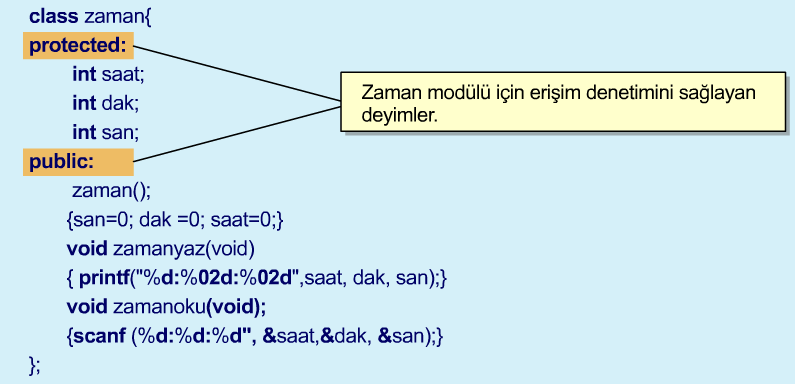 class zaman{
protected:
int saat;
int dak;
int san;
public:
zaman();
{san=0; dak =0; saat=0;}
void zamanyaz(void)
{ printf("%d:%02d:%02d",saat, dak, san);}
void zamanoku(void);
{scanf (%d:%d:%d", &saat,&dak, &san);}
};
Zaman modülü için erişim denetimini sağlayan
deyimler.